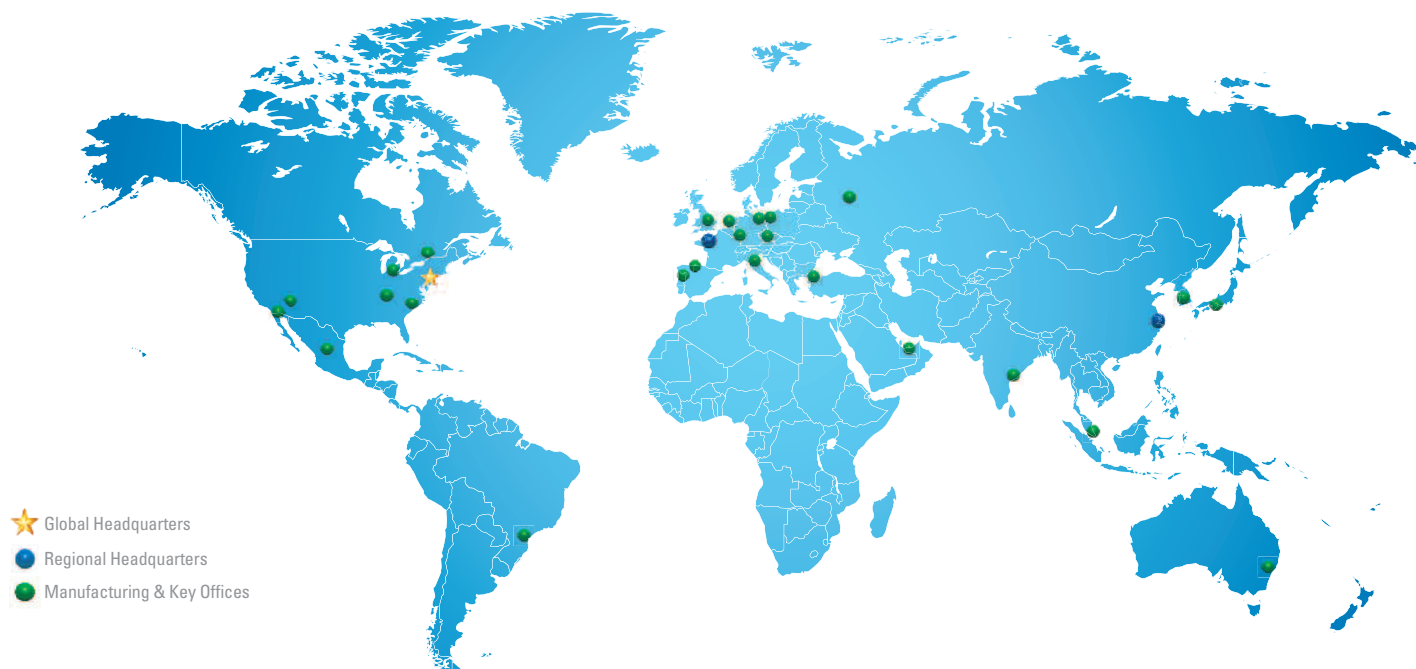 Global Headquarters
Regional Headquarters
Manufacturing & Key Offices